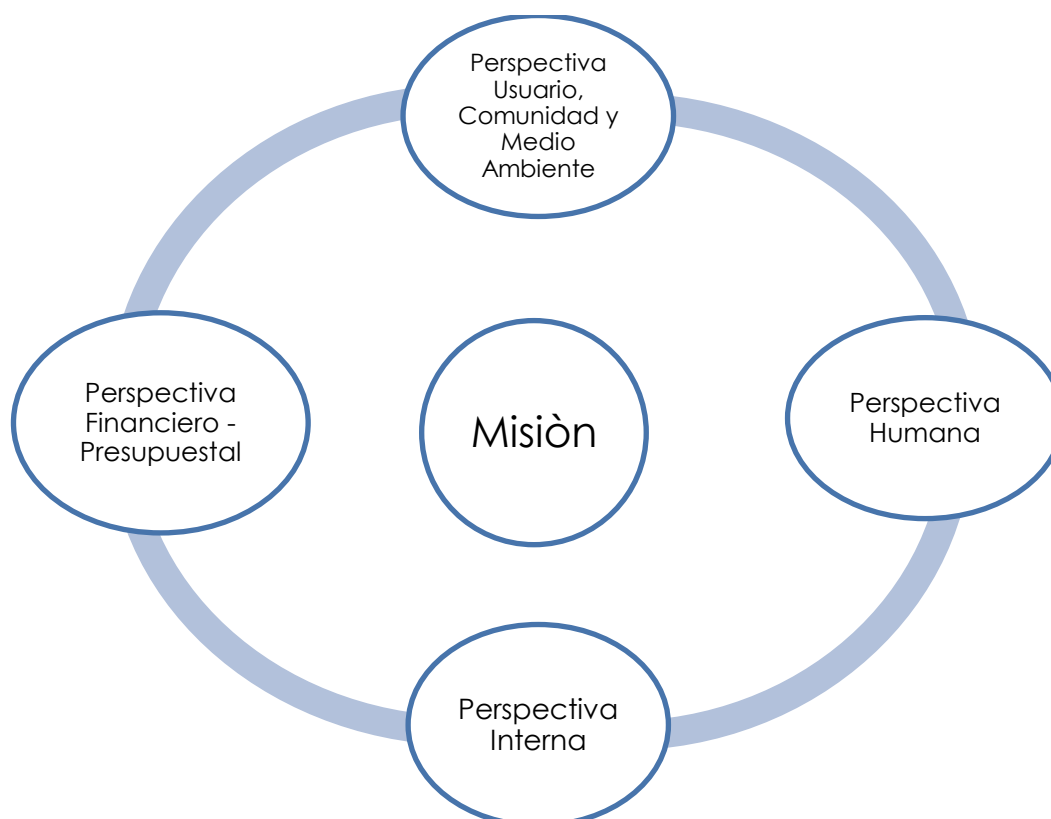 Perspectiva
Usuario,
Comunidad y
Medio
Ambiente
Perspectiva
Financiero -
Presupuestal
Misiòn
Perspectiva
Humana
Perspectiva
Interna